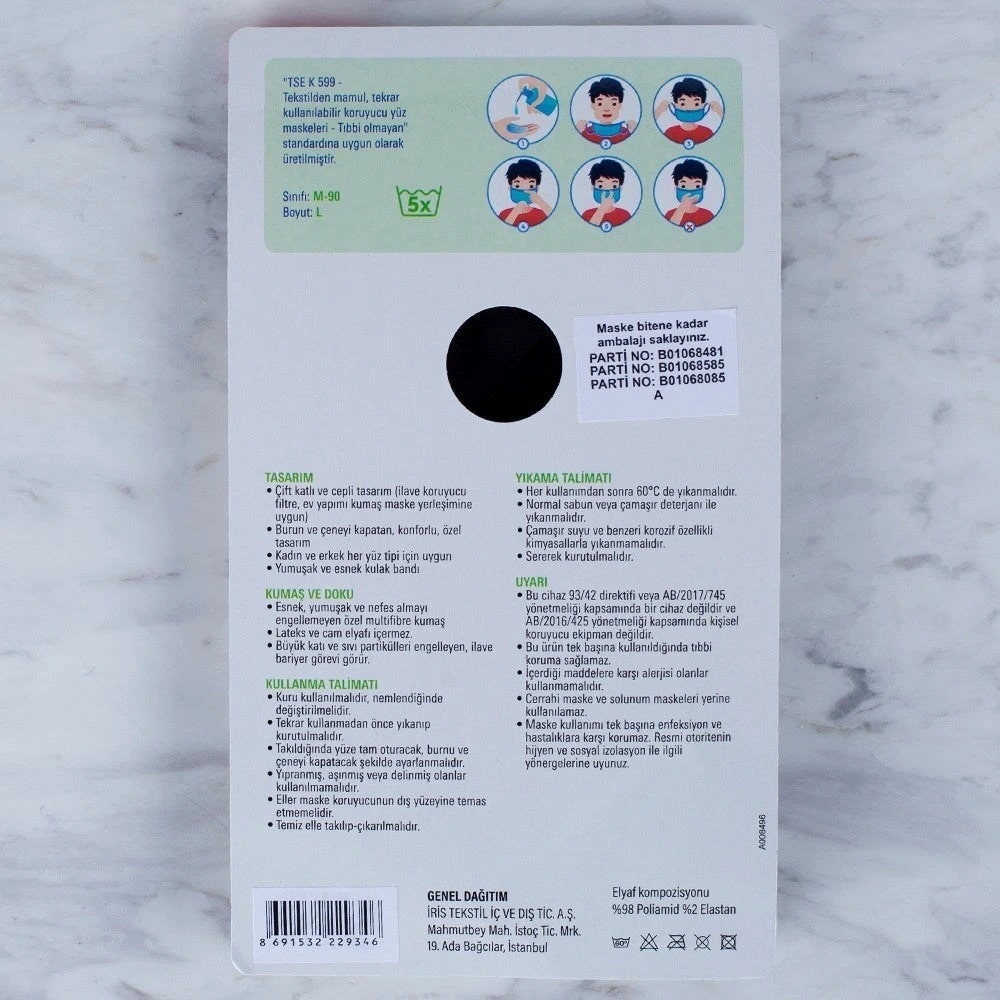 "TSE K 599 -
Tekstilden mamul, tekrar
kullanılabilir koruyucu yüz
maskeleri - Tıbbi olmayan"
standardına uygun olarak
üretilmiştir.
Sınıfı: M-90
Boyut: L
5x
1
2
3
4
5
Maske bitene kadar
ambalajı saklayınız.
PARTİ NO: B01068481
PARTİ NO: B01068585
PARTİ NO: B01068085
A
TASARIM
• Çift katlı ve cepli tasarım (ilave koruyucu
filtre, ev yapımı kumaş maske yerleşimine
uygun)
• Burun ve çeneyi kapatan, konforlu, özel
tasarım
• Kadın ve erkek her yüz tipi için uygun
• Yumuşak ve esnek kulak bandı
KUMAŞ VE DOKU
• Esnek, yumuşak ve nefes almayı
engellemeyen özel multifibre kumaş
• Lateks ve cam elyafı içermez.
• Büyük katı ve sıvı partikülleri engelleyen, ilave
bariyer görevi görür.
KULLANMA TALİMATI
• Kuru kullanılmalıdır, nemlendiğinde
değiştirilmelidir.
• Tekrar kullanmadan önce yıkanıp
kurutulmalıdır.
• Takıldığında yüze tam oturacak, burnu ve
çeneyi kapatacak şekilde ayarlanmalıdır.
• Yıpranmış, aşınmış veya delinmiş olanlar
kullanılmamalıdır.
• Eller maske koruyucunun dış yüzeyine temas
etmemelidir.
• Temiz elle takılıp-çıkarılmalıdır.
YIKAMA TALİMATI
• Her kullanımdan sonra 60°C de yıkanmalıdır.
• Normal sabun veya çamaşır deterjanı ile
yıkanmalıdır.
• Çamaşır suyu ve benzeri korozif özellikli
kimyasallarla yıkanmamalıdır.
• Sererek kurutulmalıdır.
UYARI
• Bu cihaz 93/42 direktifi veya AB/2017/745
yönetmeliği kapsamında bir cihaz değildir ve
AB/2016/425 yönetmeliği kapsamında kişisel
koruyucu ekipman değildir.
• Bu ürün tek başına kullanıldığında tıbbi
koruma sağlamaz.
• İçerdiği maddelere karşı alerjisi olanlar
kullanmamalıdır.
• Cerrahi maske ve solunum maskeleri yerine
kullanılamaz.
• Maske kullanımı tek başına enfeksiyon ve
hastalıklara karşı korumaz. Resmi otoritenin
hijyen ve sosyal izolasyon ile ilgili
yönergelerine uyunuz.
A008496
8 691532 229346
GENEL DAĞITIM
İRİS TEKSTİL İÇ VE DIŞ TİC. A.Ş.
Mahmutbey Mah. İstoç Tic. Mrk.
19. Ada Bağcılar, İstanbul
Elyaf kompozisyonu
%98 Poliamid %2 Elastan
60°